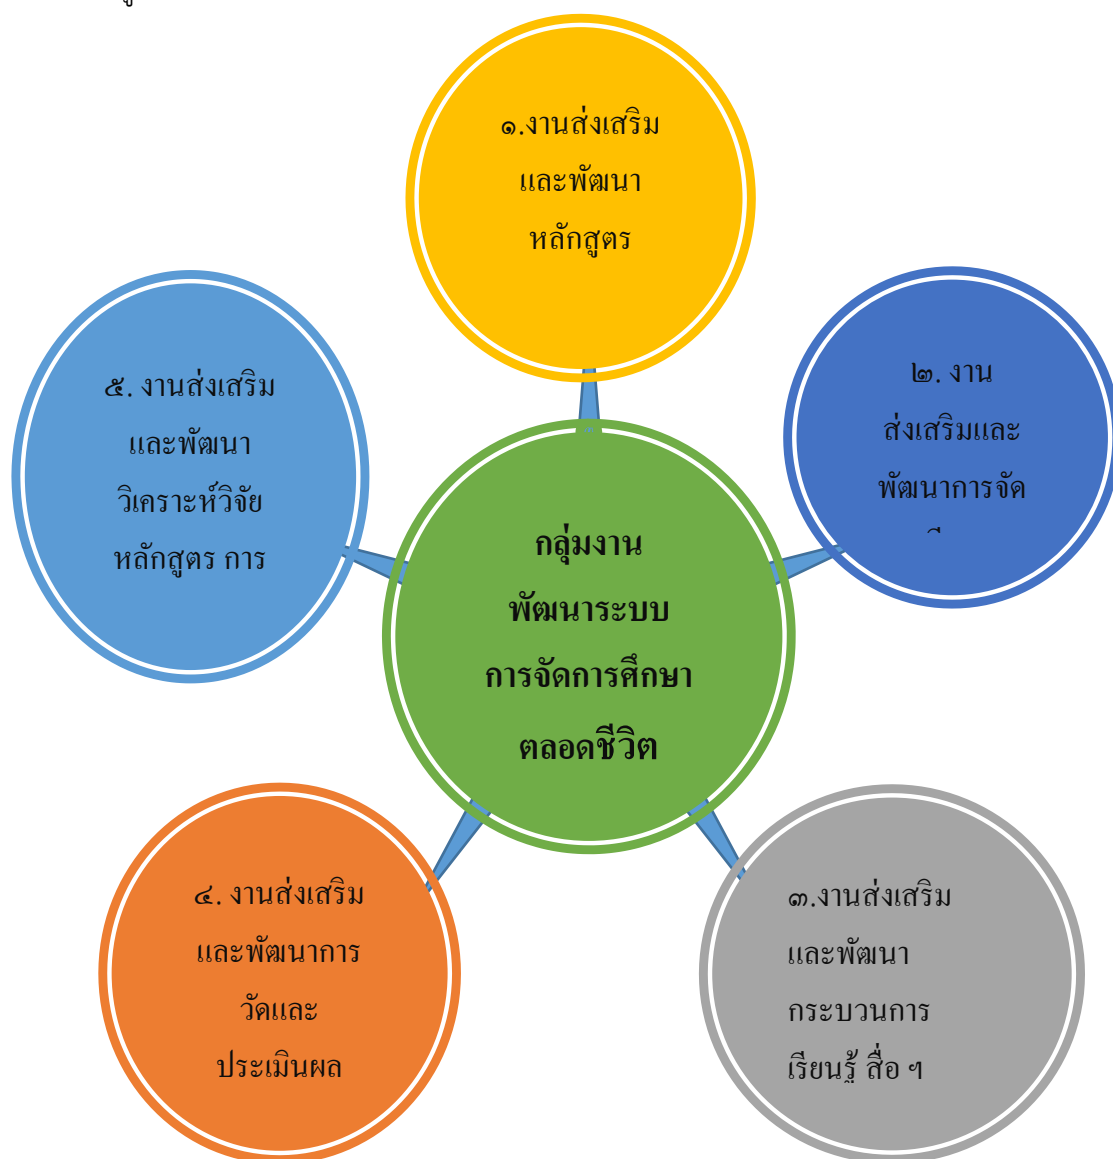 ๑.งานส่งเสริม
และพัฒนา
หลักสูตร
๒. งาน
ส่งเสริมและ
พัฒนาการจัด
๕. งานส่งเสริม
และพัฒนา
วิเคราะห์วิจัย
หลักสูตร การ
กลุ่มงาน
พัฒนาระบบ
การจัดการศึกษา
ตลอดชีวิต
๔. งานส่งเสริม
และพัฒนาการ
วัดและ
ประเมินผล
๓.งานส่งเสริม
และพัฒนา
กระบวนการ
เรียนรู้ สื่อ ฯ